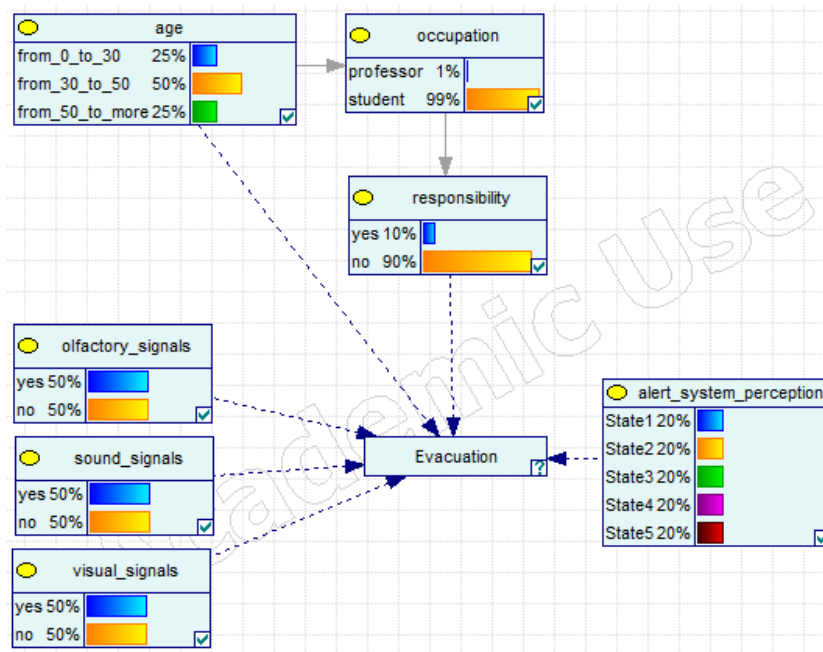 age
from_0_to_30 25%
from_30_to_50 50%
from_50_to_more 25%
occupation
professor 1%
student 99%
responsibility
yes 10%
no 90%
olfactory_signals
yes 50%
no 50%
sound_signals
yes 50%
no 50%
visual_signals
yes 50%
no 50%
Evacuation
?
alert_system_perception
State1 20%
State2 20%
State3 20%
State4 20%
State5 20%
cademic Use